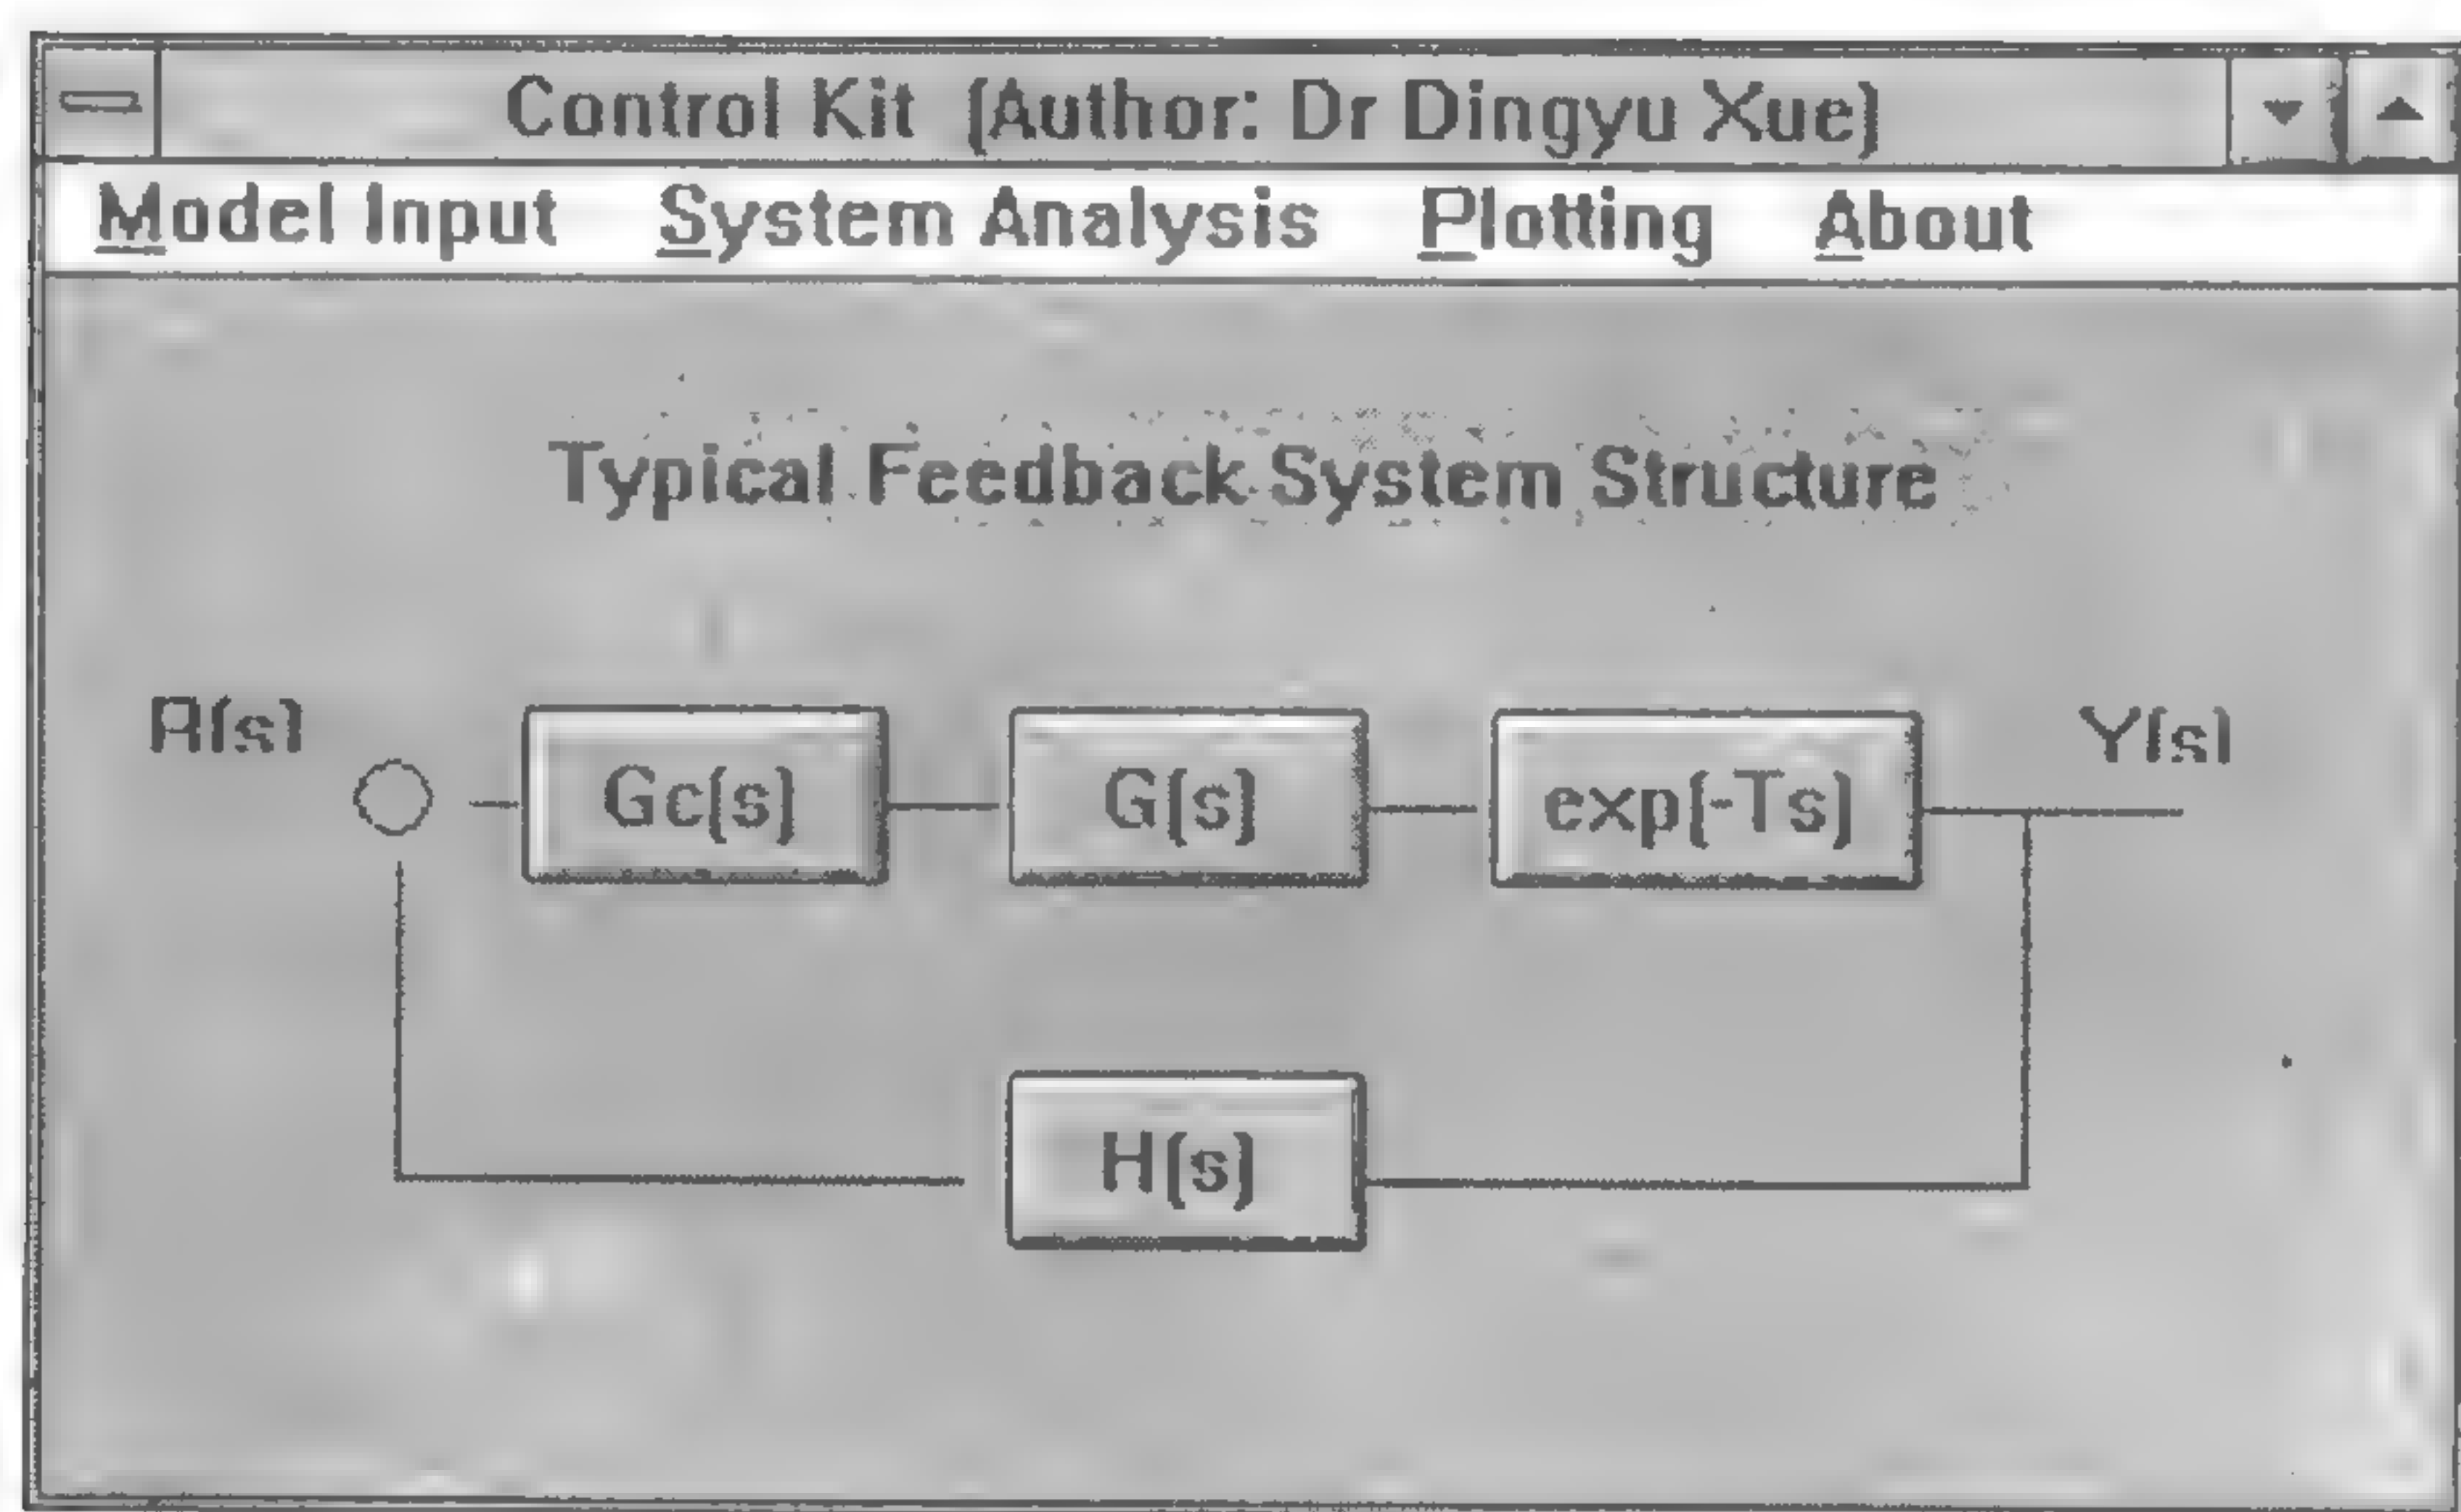 Control Kit (Author: Dr Dingyu Xue)
Model Input System Analysis Plotting About
Typical Feedback System Structure
R(s) Y(s)
Gc(s) G(s) exp(-Ts)
H(s)